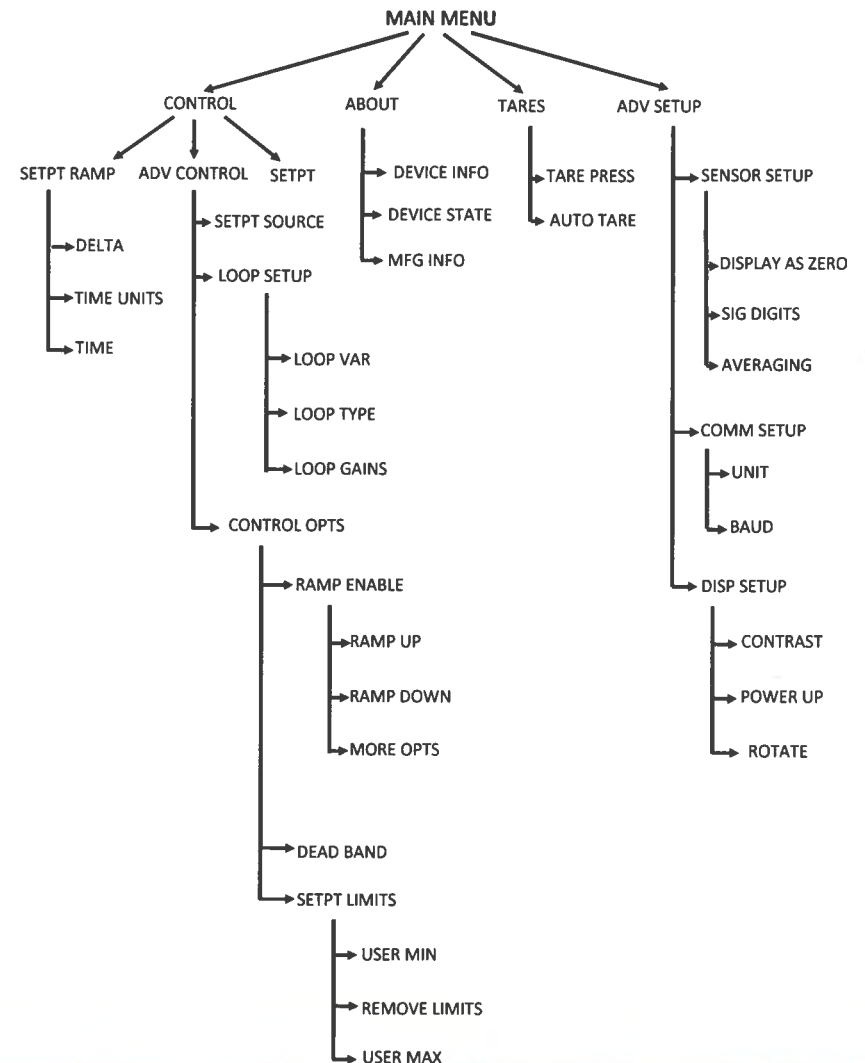 MAIN MENU
CONTROL ABOUT TARES ADV SETUP
SETPT RAMP ADV CONTROL SETPT DEVICE INFO TARE PRESS SENSOR SETUP
DELTA SETPT SOURCE DEVICE STATE AUTO TARE
LOOP SETUP MFG INFO DISPLAY AS ZERO
TIME UNITS SIG DIGITS
TIME LOOP VAR AVERAGING
LOOP TYPE COMM SETUP
LOOP GAINS UNIT
CONTROL OPTS BAUD
RAMP ENABLE DISP SETUP
RAMP UP CONTRAST
RAMP DOWN POWER UP
MORE OPTS ROTATE
DEAD BAND
SETPT LIMITS
USER MIN
REMOVE LIMITS
USER MAX